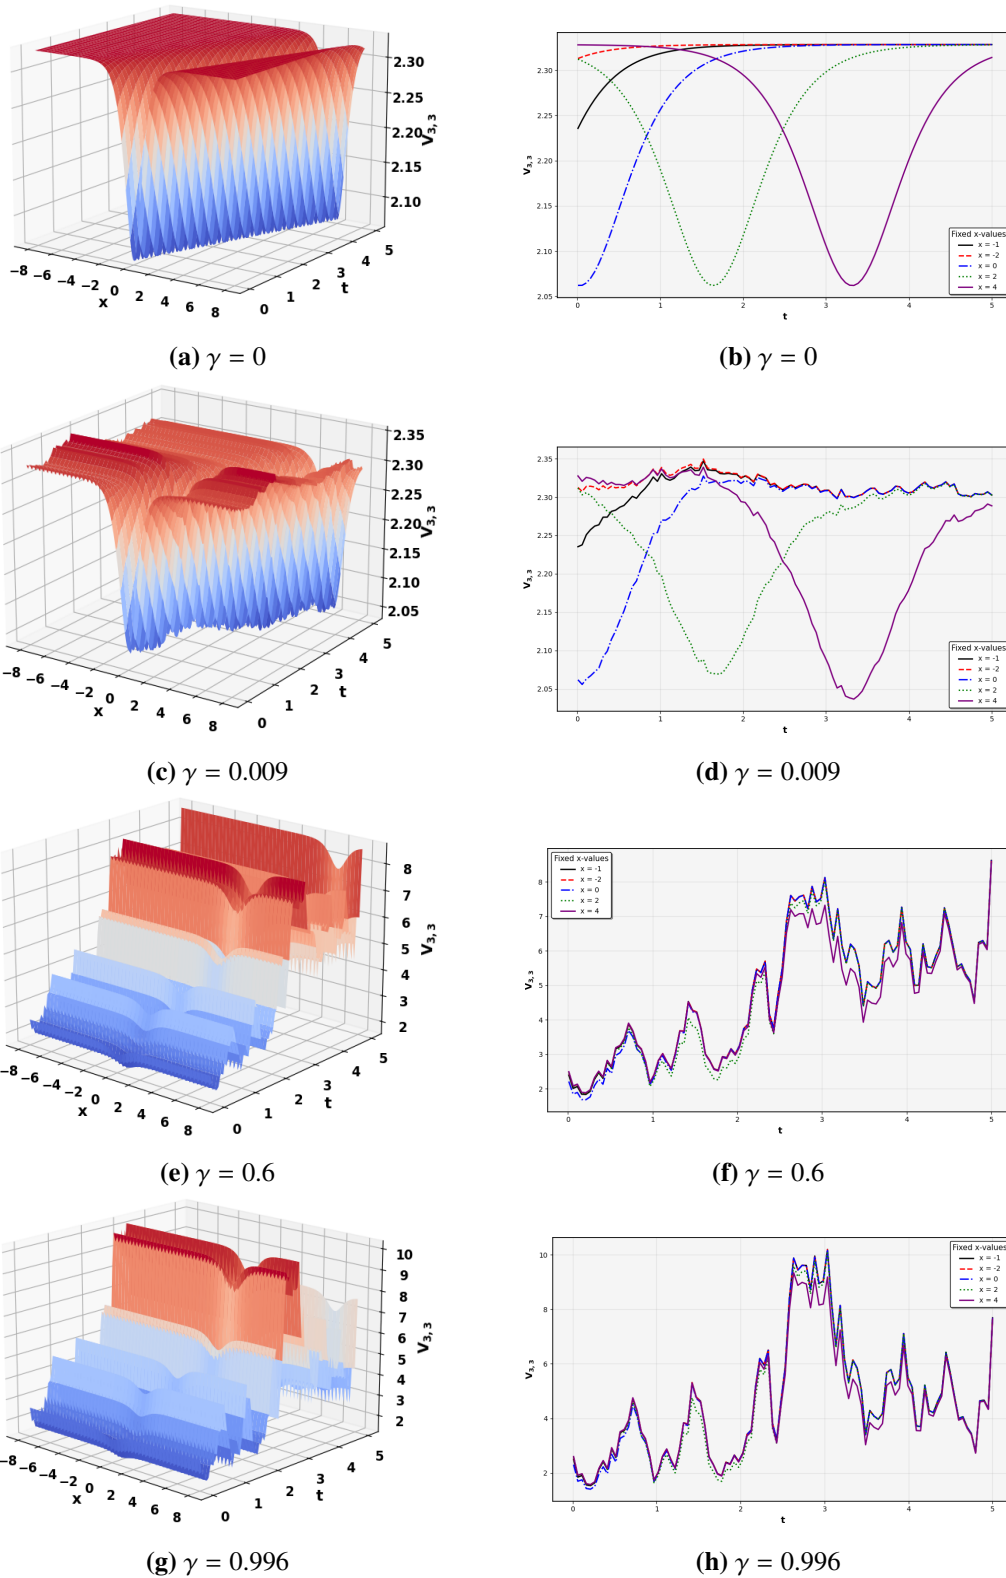 2.30
2.25
2.20
2.15
2.10
V3, 3
−8 −6 −4 −2 0 2 4 6 8
x
0 1 2 3 4 5
t
2.30
2.25
2.20
2.15
2.10
2.05
V3, 3
0 1 2 3 4 5
t
Fixed x-values
x = -1
x = -2
x = 0
x = 2
x = 4
(a) γ = 0
(b) γ = 0
2.35
2.30
2.25
2.20
2.15
2.10
2.05
V3, 3
−8 −6 −4 −2 0 2 4 6 8
x
0 1 2 3 4 5
t
2.35
2.30
2.25
2.20
2.15
2.10
2.05
V3, 3
0 1 2 3 4 5
t
Fixed x-values
x = -1
x = -2
x = 0
x = 2
x = 4
(c) γ = 0.009
(d) γ = 0.009
8
7
6
5
4
3
2
V3, 3
−8 −6 −4 −2 0 2 4 6 8
x
0 1 2 3 4 5
t
Fixed x-values
x = -1
x = -2
x = 0
x = 2
x = 4
8
7
6
5
4
3
2
V3, 3
0 1 2 3 4 5
t
(e) γ = 0.6
(f) γ = 0.6
10
9
8
7
6
5
4
3
2
V3, 3
−8 −6 −4 −2 0 2 4 6 8
x
0 1 2 3 4 5
t
10
8
6
4
2
V3, 3
0 1 2 3 4 5
t
Fixed x-values
x = -1
x = -2
x = 0
x = 2
x = 4
(g) γ = 0.996
(h) γ = 0.996